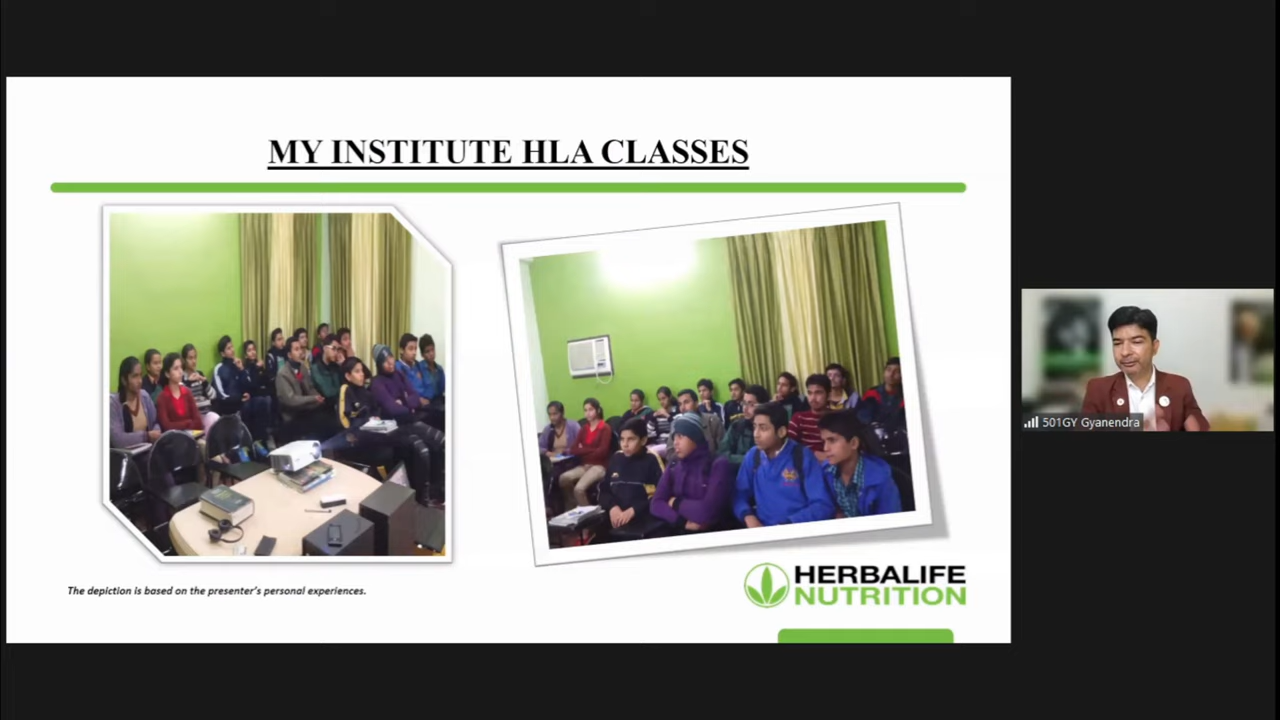 MY INSTITUTE HLA CLASSES
The depiction is based on the presenter's personal experiences.
HERBALIFE
NUTRITION
501GY Gyanendra